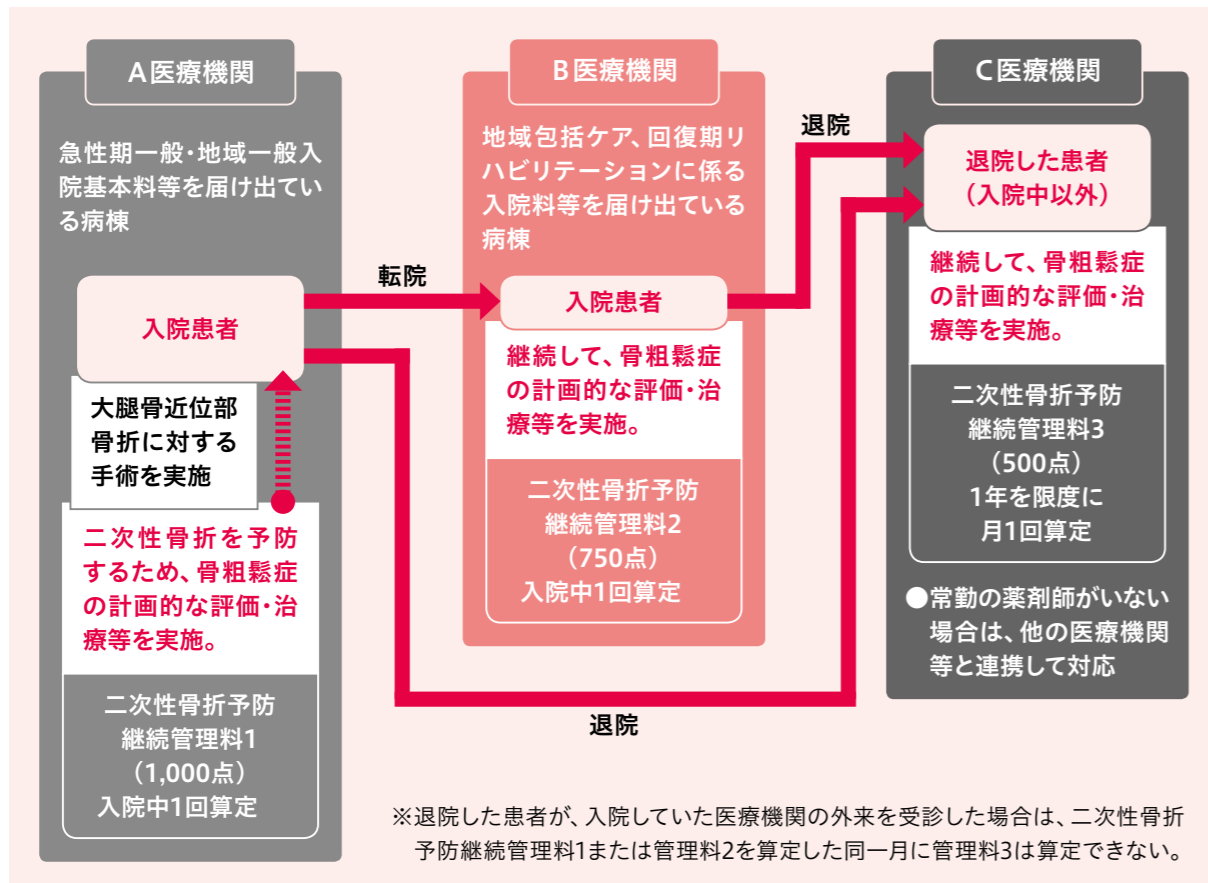 A医療機関
急性期一般・地域一般入
院基本料等を届け出てい
る病棟
入院患者
大腿骨近位部
骨折に対する
手術を実施
二次性骨折を予防
するため、骨粗鬆症
の計画的な評価・治
療等を実施。
二次性骨折予防
継続管理料1
（1,000点）
入院中1回算定
転院
B医療機関
地域包括ケア、回復期リ
ハビリテーションに係る
入院料等を届け出ている
病棟
入院患者
継続して、骨粗鬆症
の計画的な評価・治
療等を実施。
二次性骨折予防
継続管理料2
（750点）
入院中1回算定
退院
退院
C医療機関
退院した患者
（入院中以外）
継続して、骨粗鬆症
の計画的な評価・治
療等を実施。
二次性骨折予防
継続管理料3
（500点）
1年を限度に
月1回算定
●常勤の薬剤師がいない
場合は、他の医療機関
等と連携して対応
※退院した患者が、入院していた医療機関の外来を受診した場合は、二次性骨折
予防継続管理料1または管理料2を算定した同一月に管理料3は算定できない。